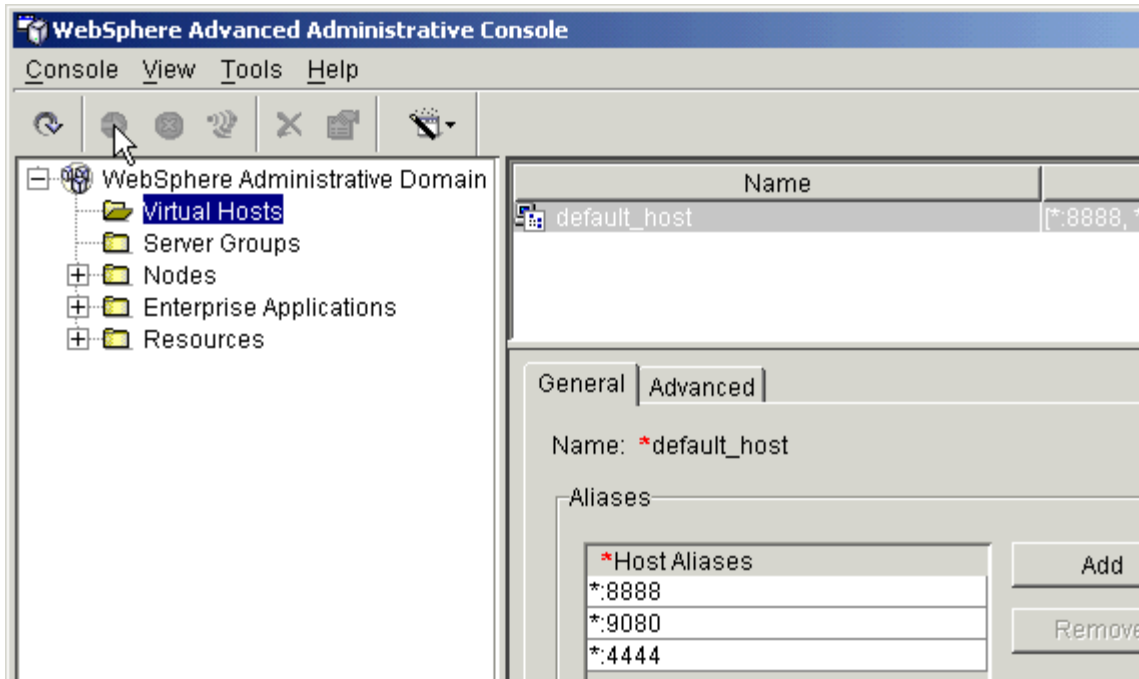 WebSphere Advanced Administrative Console
Console View Tools Help
WebSphere Administrative Domain
Virtual Hosts
Server Groups
Nodes
Enterprise Applications
Resources
Name
default_host [*:8888, *
General Advanced
Name: *default_host
Aliases
*Host Aliases
*:8888
*:9080
*:4444
Add
Remove